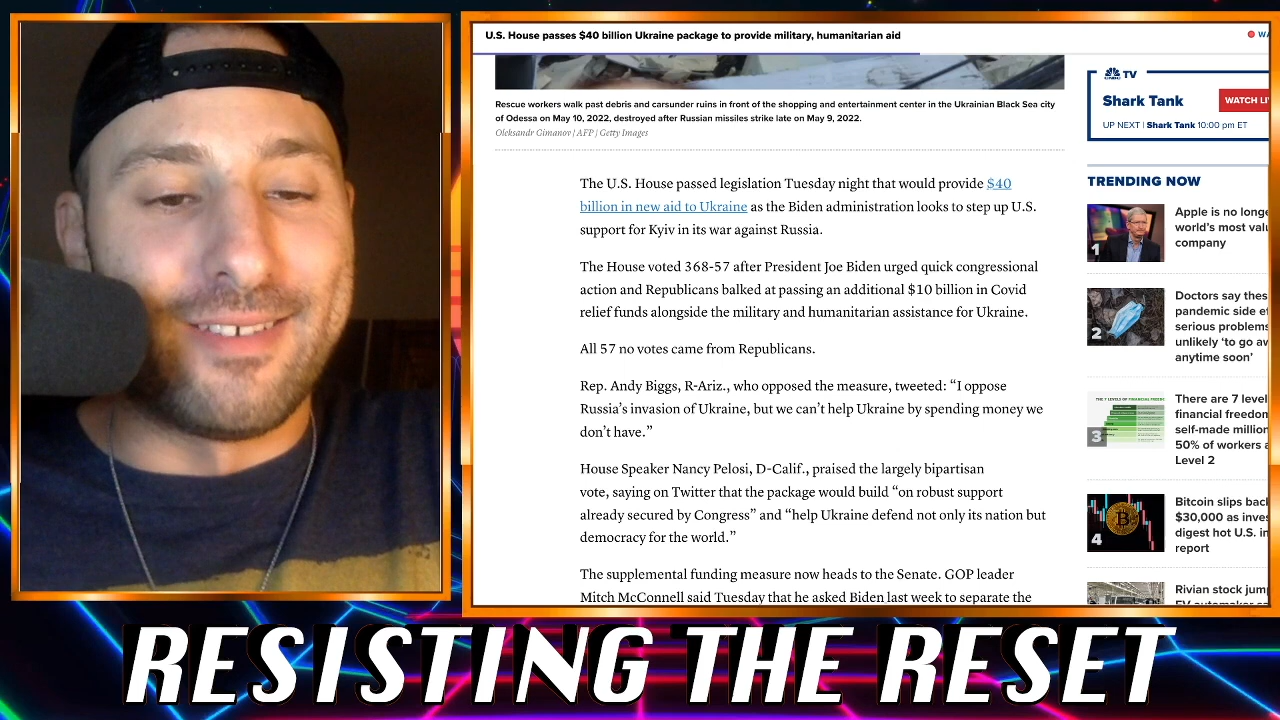 U.S. House passes $40 billion Ukraine package to provide military, humanitarian aid
Rescue workers walk past debris and carsunder ruins in front of the shopping and entertainment center in the Ukrainian Black Sea city
of Odessa on May 10, 2022, destroyed after Russian missiles strike late on May 9, 2022.
Oleksandr Gimanov | AFP | Getty Images
The U.S. House passed legislation Tuesday night that would provide $40
billion in new aid to Ukraine as the Biden administration looks to step up U.S.
support for Kyiv in its war against Russia.
The House voted 368-57 after President Joe Biden urged quick congressional
action and Republicans balked at passing an additional $10 billion in Covid
relief funds alongside the military and humanitarian assistance for Ukraine.
All 57 no votes came from Republicans.
Rep. Andy Biggs, R-Ariz., who opposed the measure, tweeted: “I oppose
Russia’s invasion of Ukraine, but we can’t help Ukraine by spending money we
don’t have.”
House Speaker Nancy Pelosi, D-Calif., praised the largely bipartisan
vote, saying on Twitter that the package would build “on robust support
already secured by Congress” and “help Ukraine defend not only its nation but
democracy for the world.”
The supplemental funding measure now heads to the Senate. GOP leader
Mitch McConnell said Tuesday that he asked Biden last week to separate the
WA
TV
Shark Tank
WATCH LI
UP NEXT | Shark Tank 10:00 pm ET
TRENDING NOW
1
Apple is no longe
world’s most valu
company
2
Doctors say thes
pandemic side ef
serious problems
unlikely ‘to go aw
anytime soon’
THE 7 LEVELS OF FINANCIAL FREED
3
There are 7 level
financial freedom
self-made million
50% of workers a
Level 2
4
Bitcoin slips back
$30,000 as inves
digest hot U.S. in
report
Rivian stock jump
RESISTING THE RESET